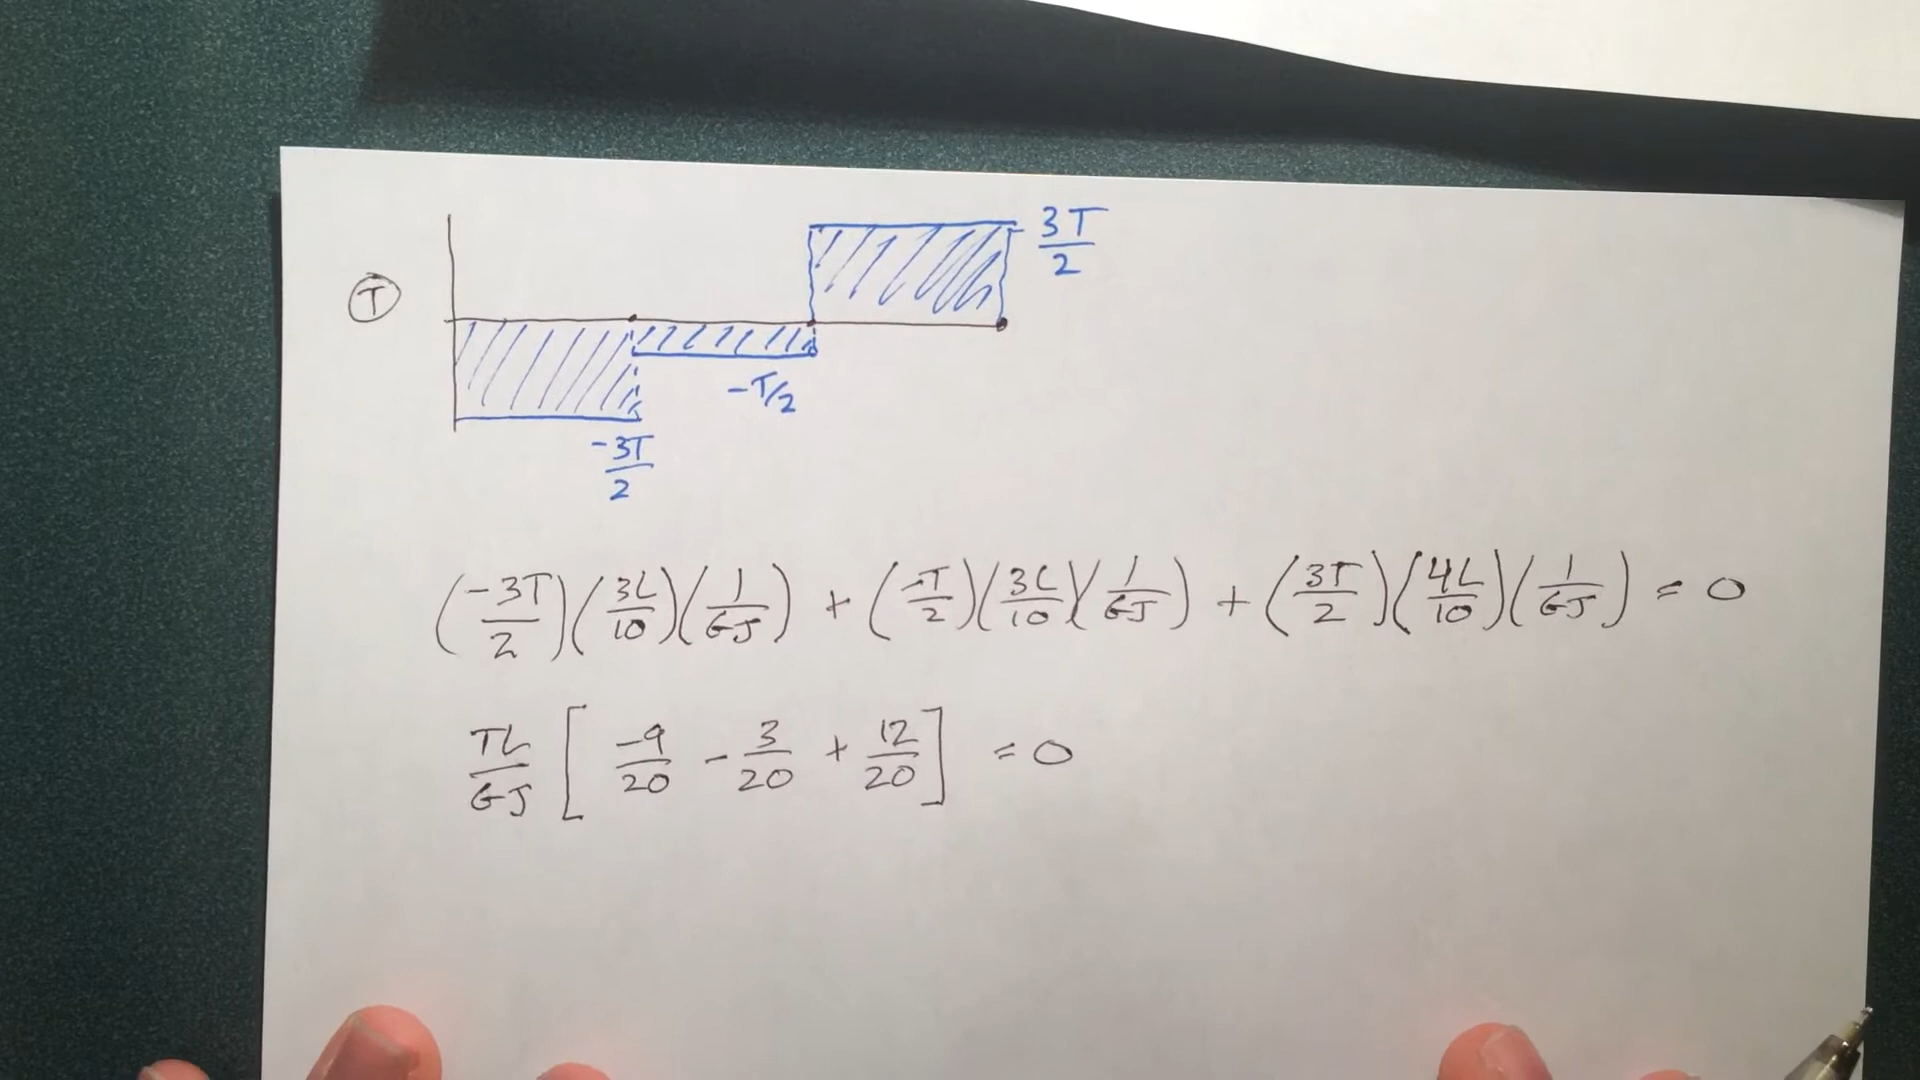 3T/2
Ⓣ
-T/2
-3T/2
(-3T/2)(3L/10)(1/GJ) + (-T/2)(3L/10)(1/GJ) + (3T/2)(4L/10)(1/GJ) = 0
TL/GJ [ -9/20 - 3/20 + 12/20 ] = 0